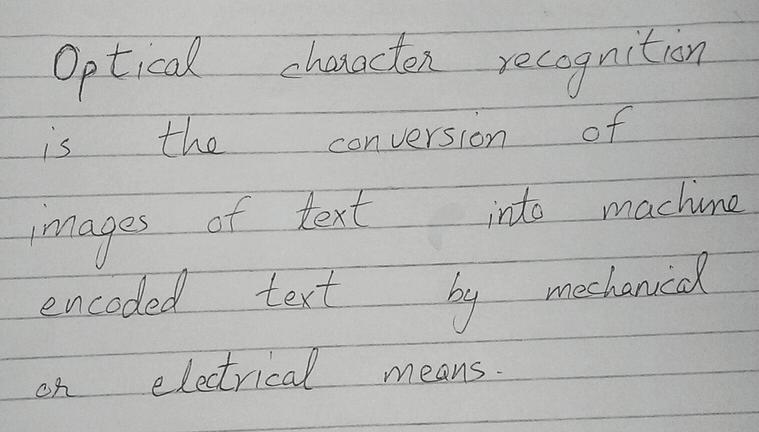 Optical character recognition
is the conversion of
images of text into machine
encoded text by mechanical
or electrical means.